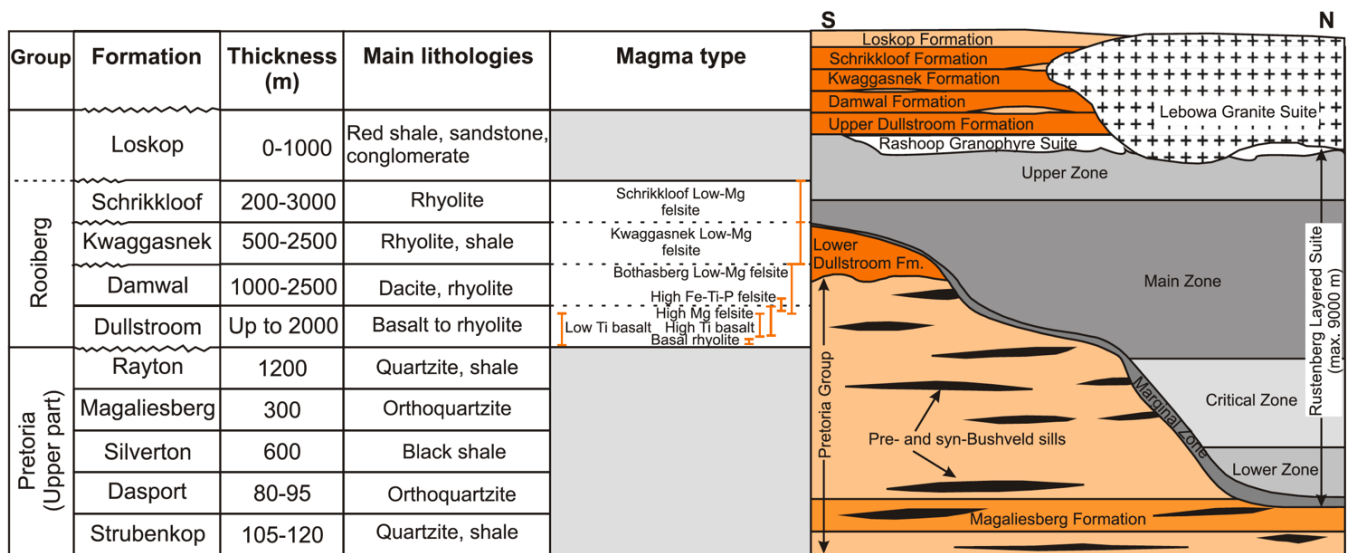 Group Formation Thickness (m) Main lithologies Magma type
Loskop 0-1000 Red shale, sandstone, conglomerate
Rooiberg
Schrikkloof 200-3000 Rhyolite Schrikkloof Low-Mg felsite
Kwaggasnek 500-2500 Rhyolite, shale Kwaggasnek Low-Mg felsite
Damwal 1000-2500 Dacite, rhyolite Bothasberg Low-Mg felsite
High Fe-Ti-P felsite
Dullstroom Up to 2000 Basalt to rhyolite High Mg felsite
Low Ti basalt High Ti basalt
Basal rhyolite
Pretoria (Upper part)
Rayton 1200 Quartzite, shale
Magaliesberg 300 Orthoquartzite
Silverton 600 Black shale
Dasport 80-95 Orthoquartzite
Strubenkop 105-120 Quartzite, shale
S N
Loskop Formation
Schrikkloof Formation
Kwaggasnek Formation
Damwal Formation
Upper Dullstroom Formation
Rashoop Granophyre Suite
Lebowa Granite Suite
Upper Zone
Lower
Dullstroom Fm.
Main Zone
Critical Zone
Marginal Zone
Lower Zone
Rustenberg Layered Suite
(max. 9000 m)
Pretoria Group
Pre- and syn-Bushveld sills
Magaliesberg Formation